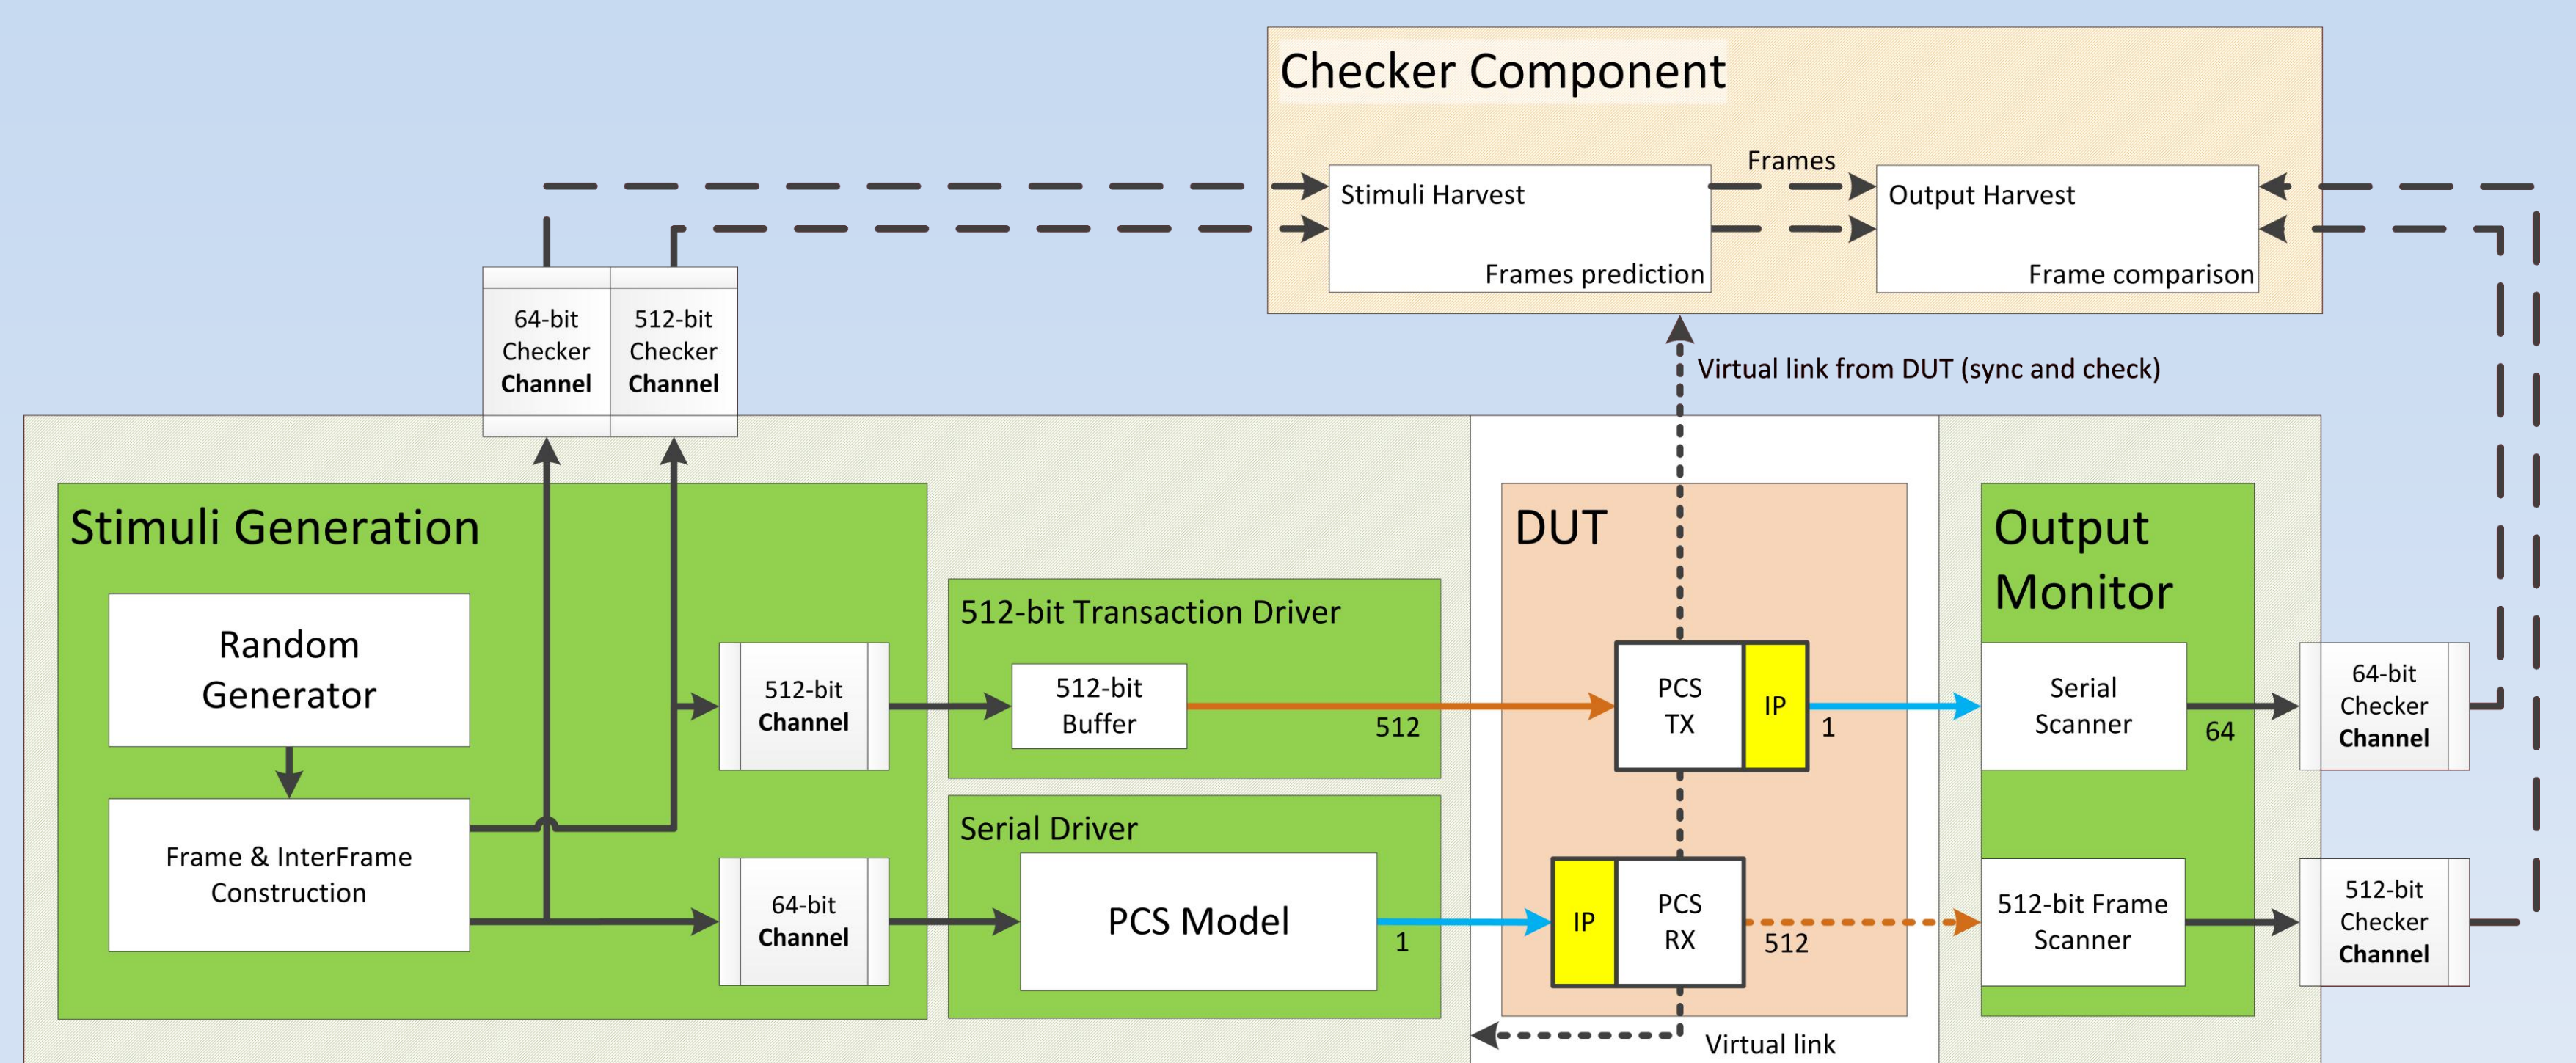 Checker Component
Frames
Stimuli Harvest
Output Harvest
Frames prediction
Frame comparison
64-bit
Checker
Channel
512-bit
Checker
Channel
Virtual link from DUT (sync and check)
Stimuli Generation
Random
Generator
Frame & InterFrame
Construction
512-bit
Channel
64-bit
Channel
512-bit Transaction Driver
512-bit
Buffer
512
Serial Driver
PCS Model
1
DUT
PCS
TX
IP
1
IP
PCS
RX
512
Virtual link
Output
Monitor
Serial
Scanner
64
512-bit Frame
Scanner
64-bit
Checker
Channel
512-bit
Checker
Channel